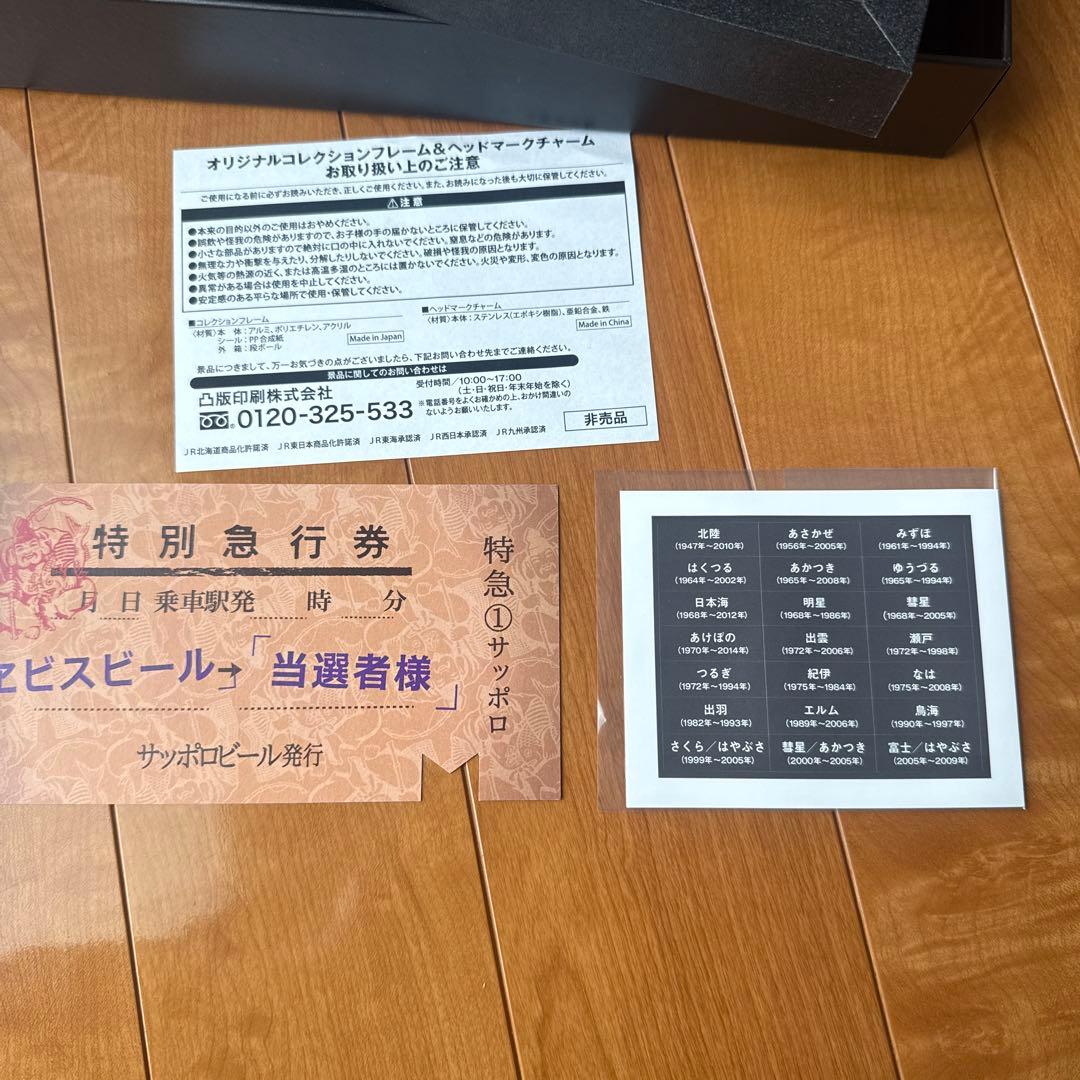 オリジナルコレクションフレーム&ヘッドマークチャーム
お取り扱い上のご注意
ご使用になる前に必ずお読みいただき、正しくご使用ください。また、お読みになった後も大切に保管してください。
⚠注意
●本来の目的以外のご使用はおやめください。
●誤飲や怪我の危険がありますので、お子様の手の届かないところに保管してください。
●小さな部品がありますので絶対に口の中に入れないでください。窒息などの危険があります。
●無理な力や衝撃を与えたり、分解したりしないでください。破損や怪我の原因となります。
●火気等の熱源の近く、または高温多湿のところには置かないでください。火災や変形、変色の原因となります。
●異常がある場合は使用を中止してください。
●安定感のある平らな場所で使用・保管してください。
■コレクションフレーム
〈材質〉本 体:アルミ、ポリエチレン、アクリル
シール:PP合成紙
外 箱:段ボール
Made in Japan
■ヘッドマークチャーム
〈材質〉本体:ステンレス(エポキシ樹脂)、亜鉛合金、鉄
Made in China
景品につきまして、万一お気づきの点がございましたら、下記お問い合わせ先までご連絡ください。
景品に関してのお問い合わせは
凸版印刷株式会社
0120-325-533
受付時間/10:00~17:00
(土・日・祝日・年末年始を除く)
※電話番号をよくお確かめの上、おかけ間違いの
ないようお願いいたします。
非売品
JR北海道商品化許諾済 JR東日本商品化許諾済 JR東海承認済 JR西日本承認済 JR九州承認済
特別急行券
月 日 乗車駅発 時 分
ヱビスビール→「当選者様」
サッポロビール発行
特急①サッポロ
北陸 あさかぜ みずほ
(1947年~2010年) (1956年~2005年) (1961年~1994年)
はくつる あかつき ゆうづる
(1964年~2002年) (1965年~2008年) (1965年~1994年)
日本海 明星 彗星
(1968年~2012年) (1968年~1986年) (1968年~2005年)
あけぼの 出雲 瀬戸
(1970年~2014年) (1972年~2006年) (1972年~1998年)
つるぎ 紀伊 なは
(1972年~1994年) (1975年~1984年) (1975年~2008年)
出羽 エルム 鳥海
(1982年~1993年) (1989年~2006年) (1990年~1997年)
さくら/はやぶさ 彗星/あかつき 富士/はやぶさ
(1999年~2005年) (2000年~2005年) (2005年~2009年)